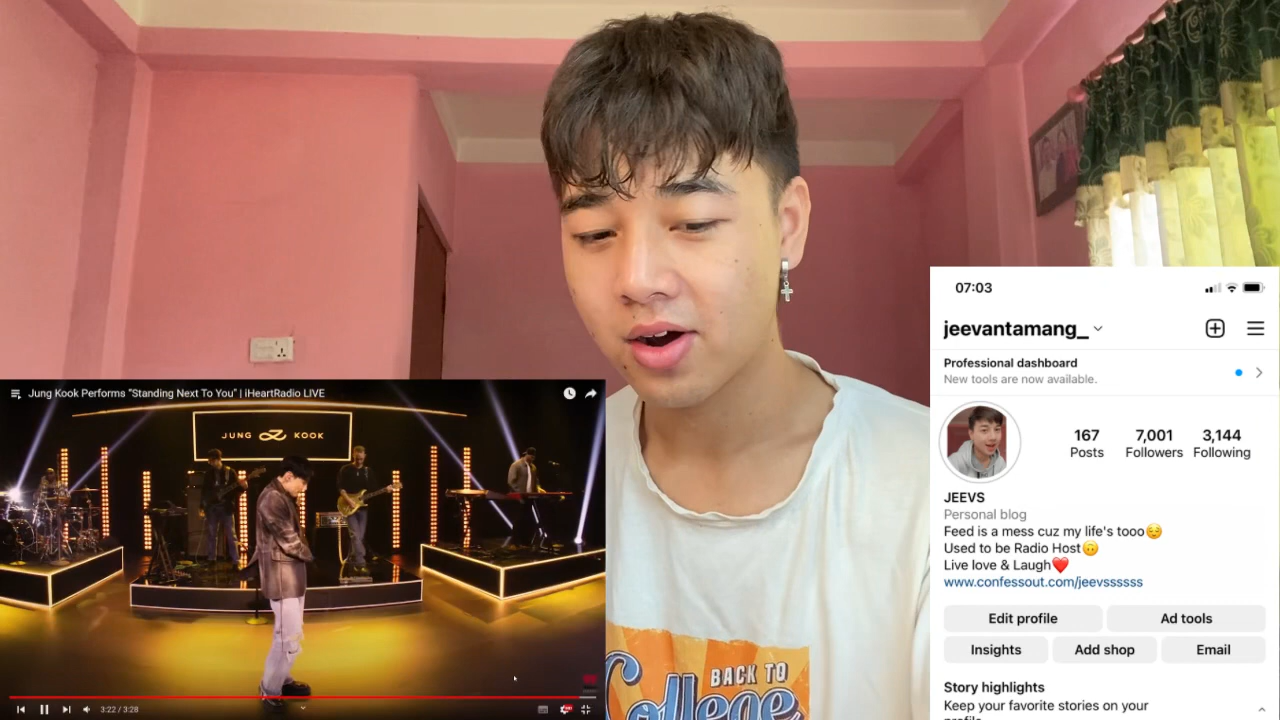 Jung Kook Performs “Standing Next To You” | iHeartRadio LIVE
JUNG KOOK
3:22 / 3:28
BACK TO
College
07:03
jeevantamang_
Professional dashboard
New tools are now available.
167
Posts
7,001
Followers
3,144
Following
JEEVS
Personal blog
Feed is a mess cuz my life's tooo😌
Used to be Radio Host🙃
Live love & Laugh❤️
www.confessout.com/jeevssssss
Edit profile
Ad tools
Insights
Add shop
Email
Story highlights
Keep your favorite stories on your
profile